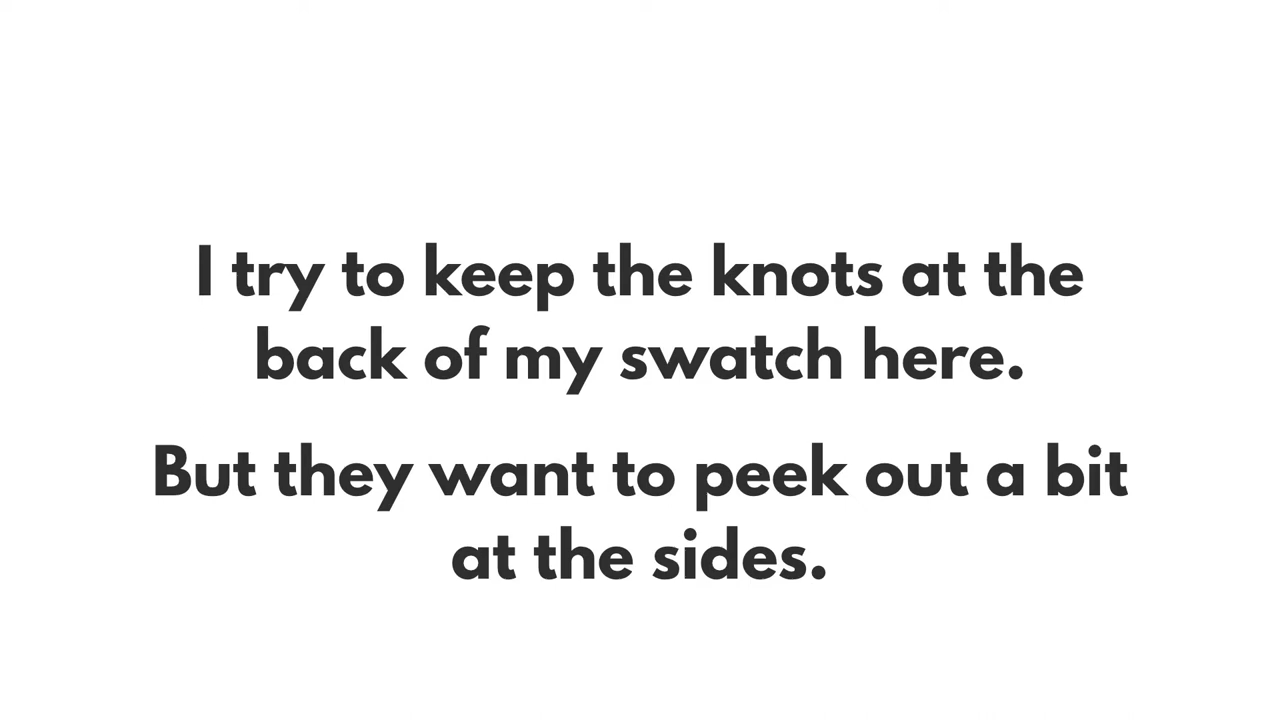 I try to keep the knots at the
back of my swatch here.
But they want to peek out a bit
at the sides.